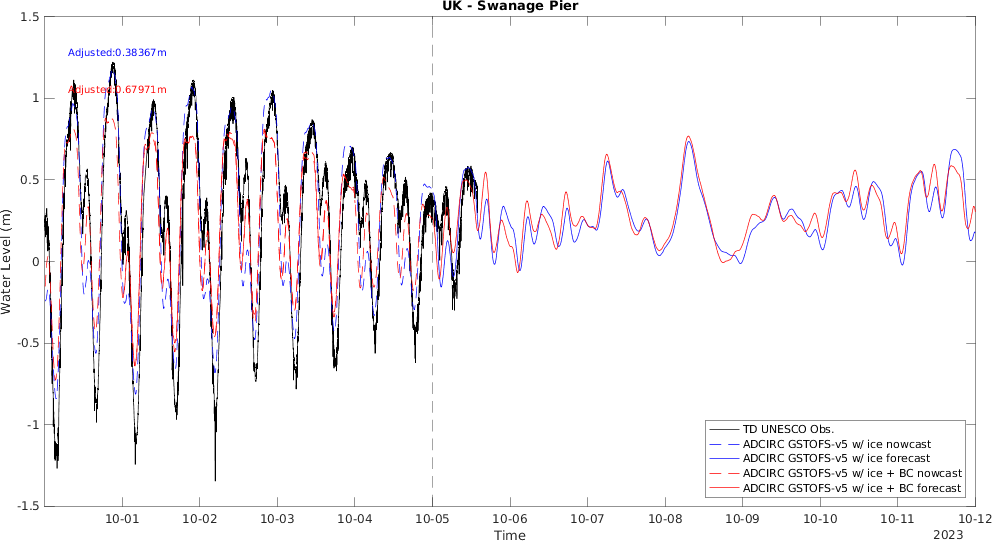 UK - Swanage Pier
1.5
1
0.5
0
-0.5
-1
-1.5
Water Level (m)
Adjusted:0.38367m
Adjusted:0.67971m
TD UNESCO Obs.
ADCIRC GSTOFS-v5 w/ ice nowcast
ADCIRC GSTOFS-v5 w/ ice forecast
ADCIRC GSTOFS-v5 w/ ice + BC nowcast
ADCIRC GSTOFS-v5 w/ ice + BC forecast
10-01 10-02 10-03 10-04 10-05 10-06 10-07 10-08 10-09 10-10 10-11 10-12
Time
2023